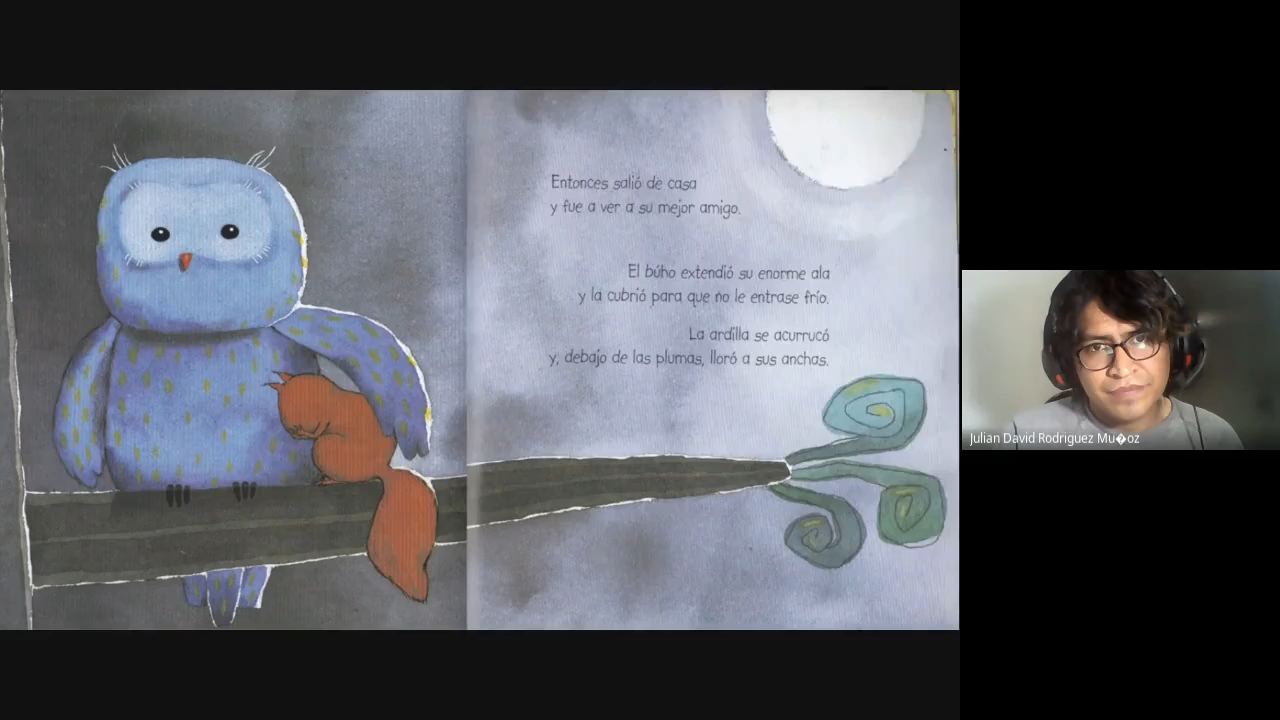 Entonces salió de casa
y fue a ver a su mejor amigo.
El búho extendió su enorme ala
y la cubrió para que no le entrase frío.
La ardilla se acurrucó
y, debajo de las plumas, lloró a sus anchas.
Julian David Rodriguez Mu�oz